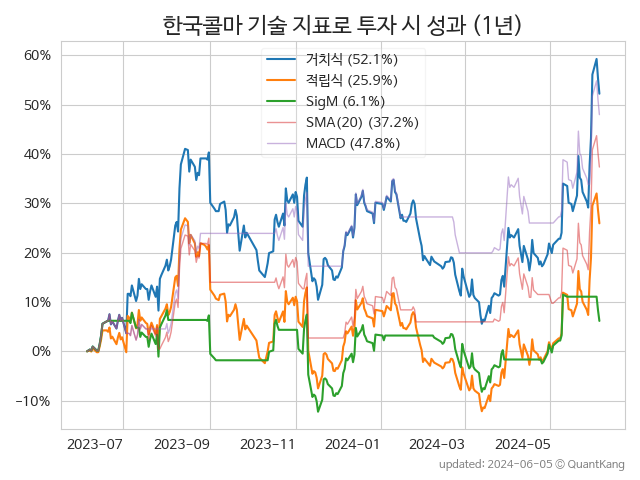 한국콜마 기술 지표로 투자 시 성과 (1년)
거치식 (52.1%)
적립식 (25.9%)
SigM (6.1%)
SMA(20) (37.2%)
MACD (47.8%)
60%
50%
40%
30%
20%
10%
0%
−10%
2023-07
2023-09
2023-11
2024-01
2024-03
2024-05
updated: 2024-06-05 ⓒ QuantKang